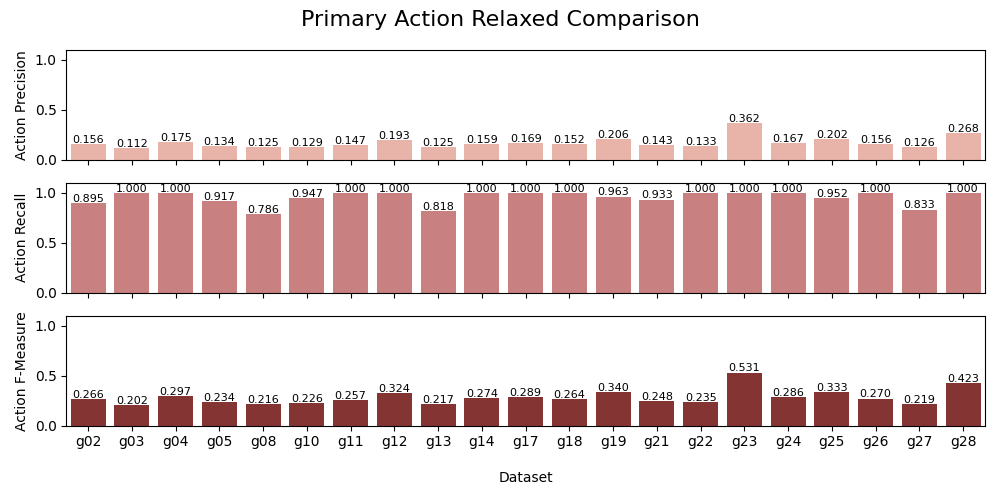 Primary Action Relaxed Comparison
Action Precision
1.0
0.5
0.0
0.156 0.112 0.175 0.134 0.125 0.129 0.147 0.193 0.125 0.159 0.169 0.152 0.206 0.143 0.133 0.362 0.167 0.202 0.156 0.126 0.268
Action Recall
1.0
0.5
0.0
0.895 1.000 1.000 0.917 0.786 0.947 1.000 1.000 0.818 1.000 1.000 1.000 0.963 0.933 1.000 1.000 1.000 0.952 1.000 0.833 1.000
Action F-Measure
1.0
0.5
0.0
0.266 0.202 0.297 0.234 0.216 0.226 0.257 0.324 0.217 0.274 0.289 0.264 0.340 0.248 0.235 0.531 0.286 0.333 0.270 0.219 0.423
g02 g03 g04 g05 g08 g10 g11 g12 g13 g14 g17 g18 g19 g21 g22 g23 g24 g25 g26 g27 g28
Dataset